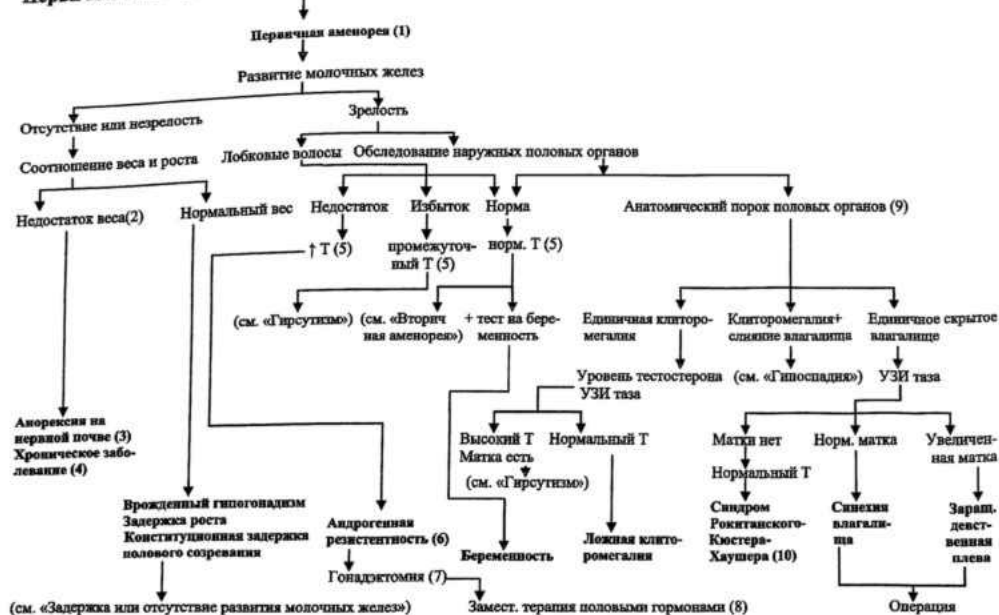 Первичная аменорея (1)
Развитие молочных желез
Отсутствие или незрелость
Зрелость
Соотношение веса и роста
Лобковые волосы
Обследование наружных половых органов
Недостаток веса(2)
Нормальный вес
Недостаток
Избыток
Норма
Анатомический порок половых органов (9)
↑ Т (5)
промежуточ-
ный Т (5)
норм. Т (5)
(см. «Гирсутизм»)
(см. «Вторич
ная аменорея»)
+ тест на бере-
менность
Единичная клиторо-
мегалия
Клиторомегалия+
слияние влагалища
Единичное скрытое
влагалище
Уровень тестостерона
УЗИ таза
(см. «Гипоспадия»)
УЗИ таза
Анорексия на
нервной почве (3)
Хроническое забо-
левание (4)
Высокий Т
Матка есть
Нормальный Т
(см. «Гирсутизм»)
Матки нет
Норм. матка
Увеличен-
ная матка
Нормальный Т
Врожденный гипогонадизм
Задержка роста
Конституционная задержка
полового созревания
Андрогенная
резистентность (6)
Беременность
Ложная клито-
ромегалия
Синдром
Рокитанского-
Кюстера-
Хаушера (10)
Синехия
влагали-
ща
Заращ.
девст-
венная
плева
Гонадэктомия (7)
(см. «Задержка или отсутствие развития молочных желез»)
Замест. терапия половыми гормонами (8)
Операция